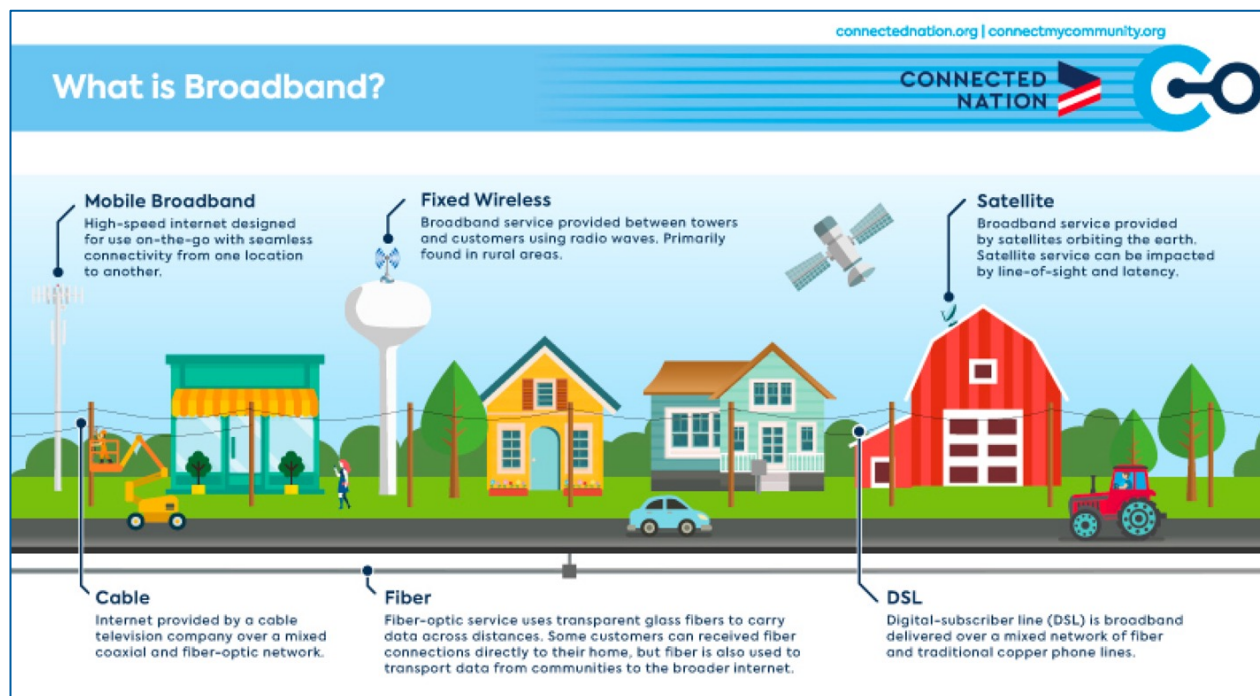 connectednation.org | connectmycommunity.org
What is Broadband?
CONNECTED
NATION
Mobile Broadband
High-speed internet designed
for use on-the-go with seamless
connectivity from one location
to another.
Fixed Wireless
Broadband service provided between towers
and customers using radio waves. Primarily
found in rural areas.
Satellite
Broadband service provided
by satellites orbiting the earth.
Satellite service can be impacted
by line-of-sight and latency.
Cable
Internet provided by a cable
television company over a mixed
coaxial and fiber-optic network.
Fiber
Fiber-optic service uses transparent glass fibers to carry
data across distances. Some customers can received fiber
connections directly to their home, but fiber is also used to
transport data from communities to the broader internet.
DSL
Digital-subscriber line (DSL) is broadband
delivered over a mixed network of fiber
and traditional copper phone lines.